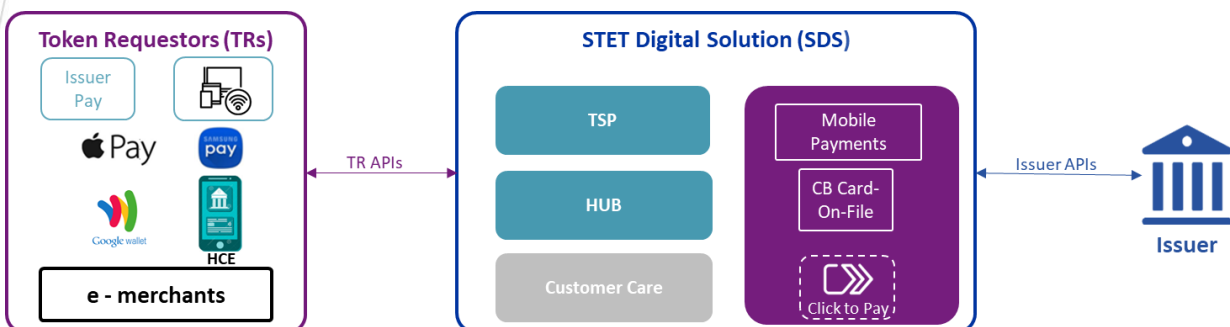 Token Requestors (TRs)
Issuer
Pay
Pay
SAMSUNG
pay
Google wallet
HCE
e - merchants
TR APIs
STET Digital Solution (SDS)
TSP
HUB
Customer Care
Mobile
Payments
CB Card-
On-File
Click to Pay
Issuer APIs
Issuer